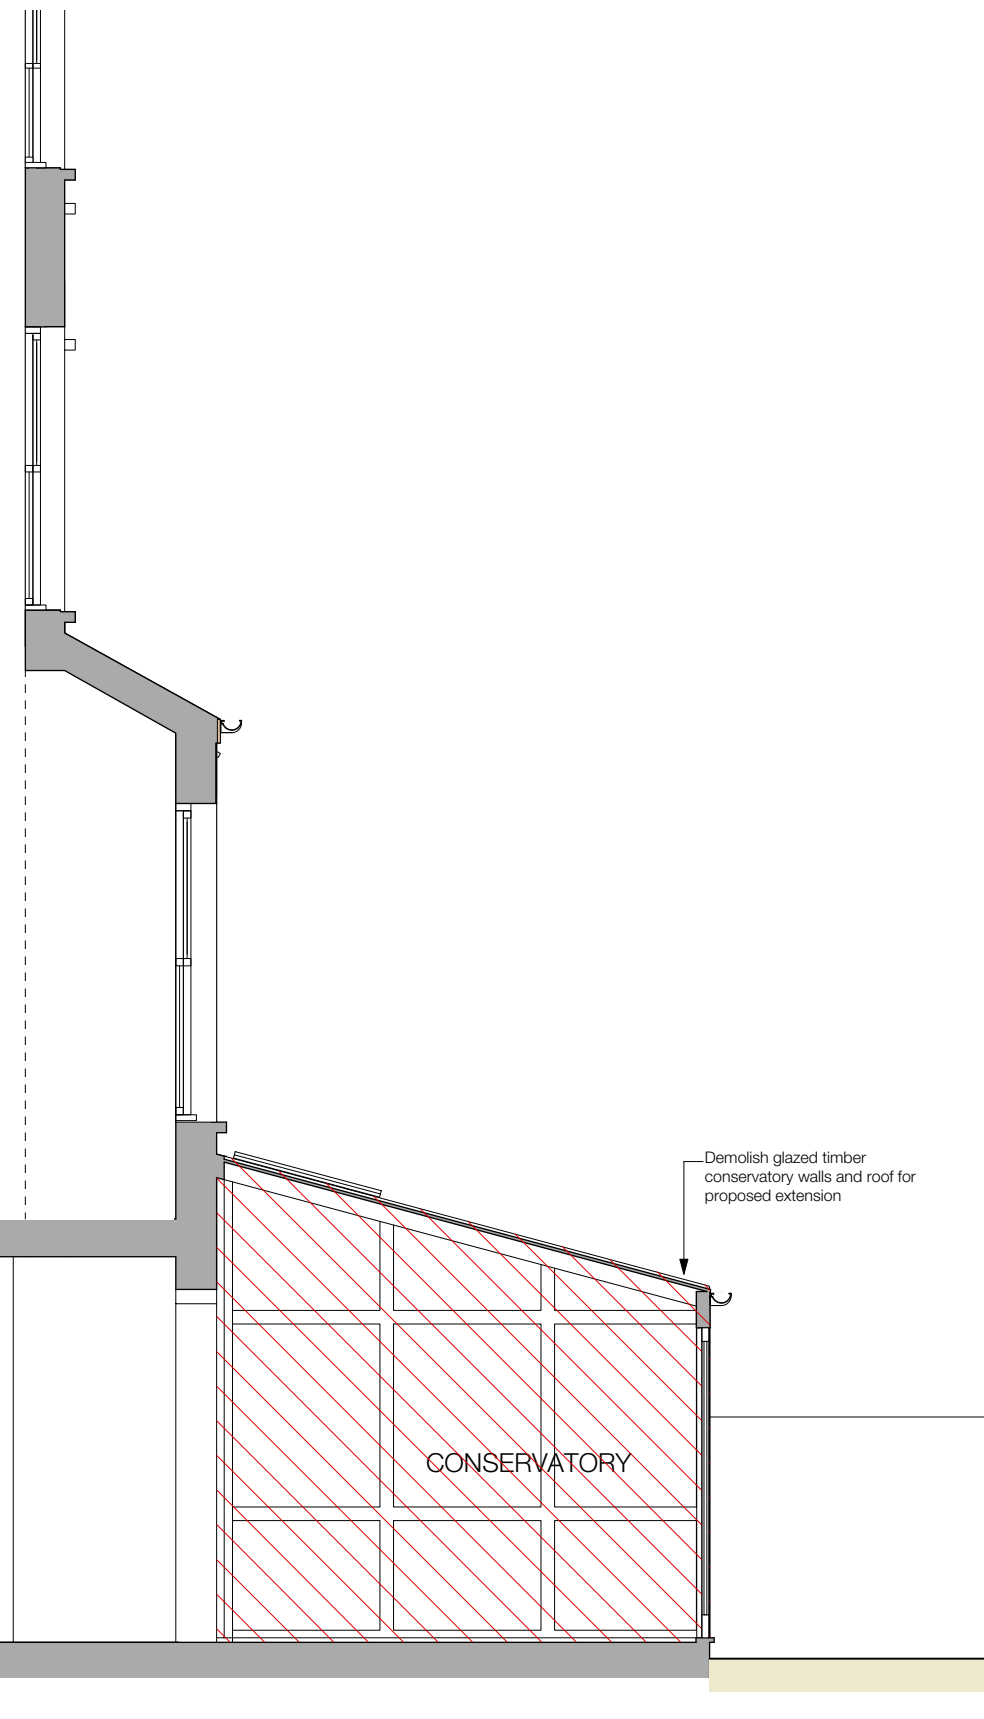 Demolish glazed timber
conservatory walls and roof for
proposed extension
CONSERVATORY